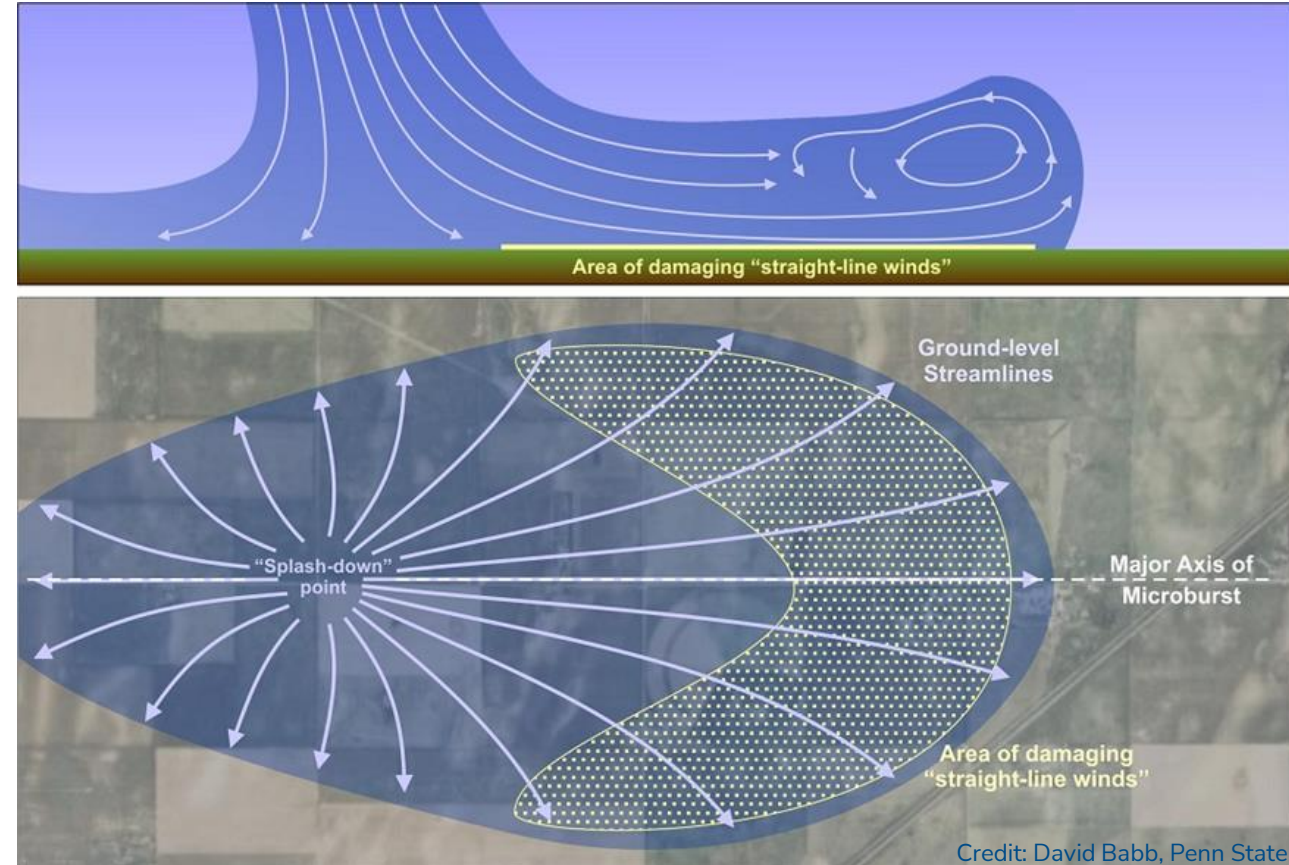 Area of damaging “straight-line winds”
Ground-level
Streamlines
“Splash-down”
point
Major Axis of
Microburst
Area of damaging
“straight-line winds”
Credit: David Babb, Penn State